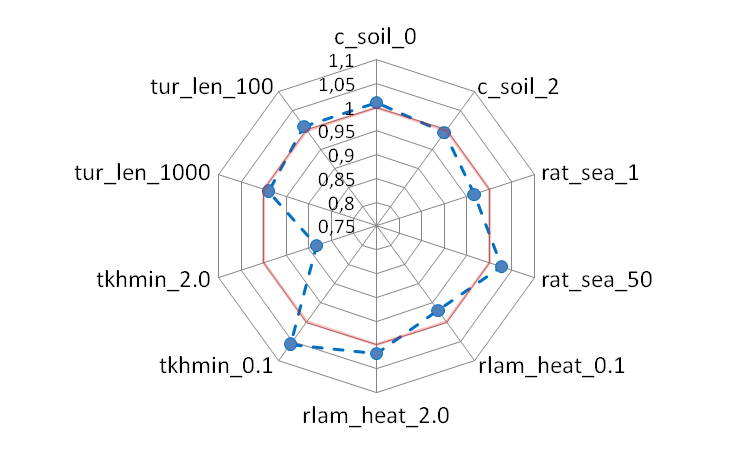 c_soil_0
1,1
tur_len_100
1,05
c_soil_2
1
0,95
0,9
tur_len_1000
rat_sea_1
0,85
0,8
0,75
tkhmin_2.0
rat_sea_50
tkhmin_0.1
rlam_heat_0.1
rlam_heat_2.0